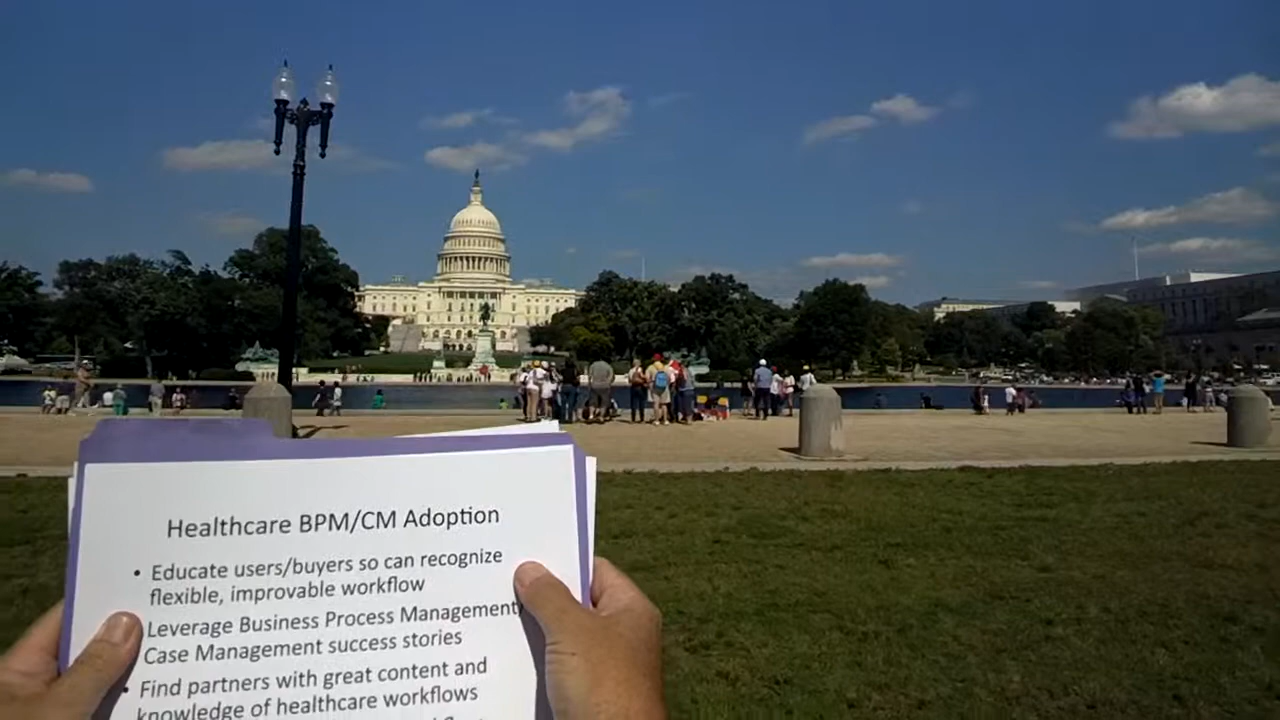 Healthcare BPM/CM Adoption
• Educate users/buyers so can recognize
flexible, improvable workflow
Leverage Business Process Management/
Case Management success stories
• Find partners with great content and
knowledge of healthcare workflows